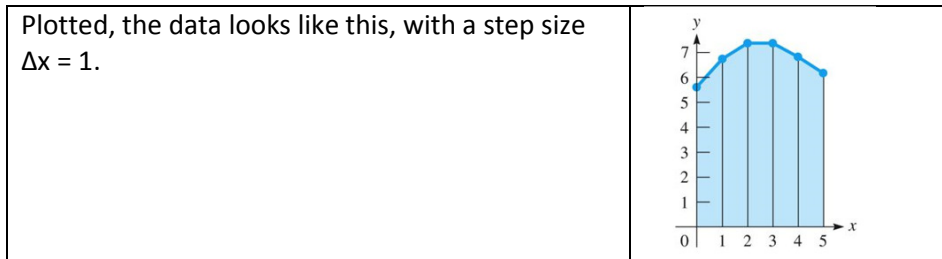 Plotted, the data looks like this, with a step size
Δx = 1.
y
7
6
5
4
3
2
1
0 1 2 3 4 5 x